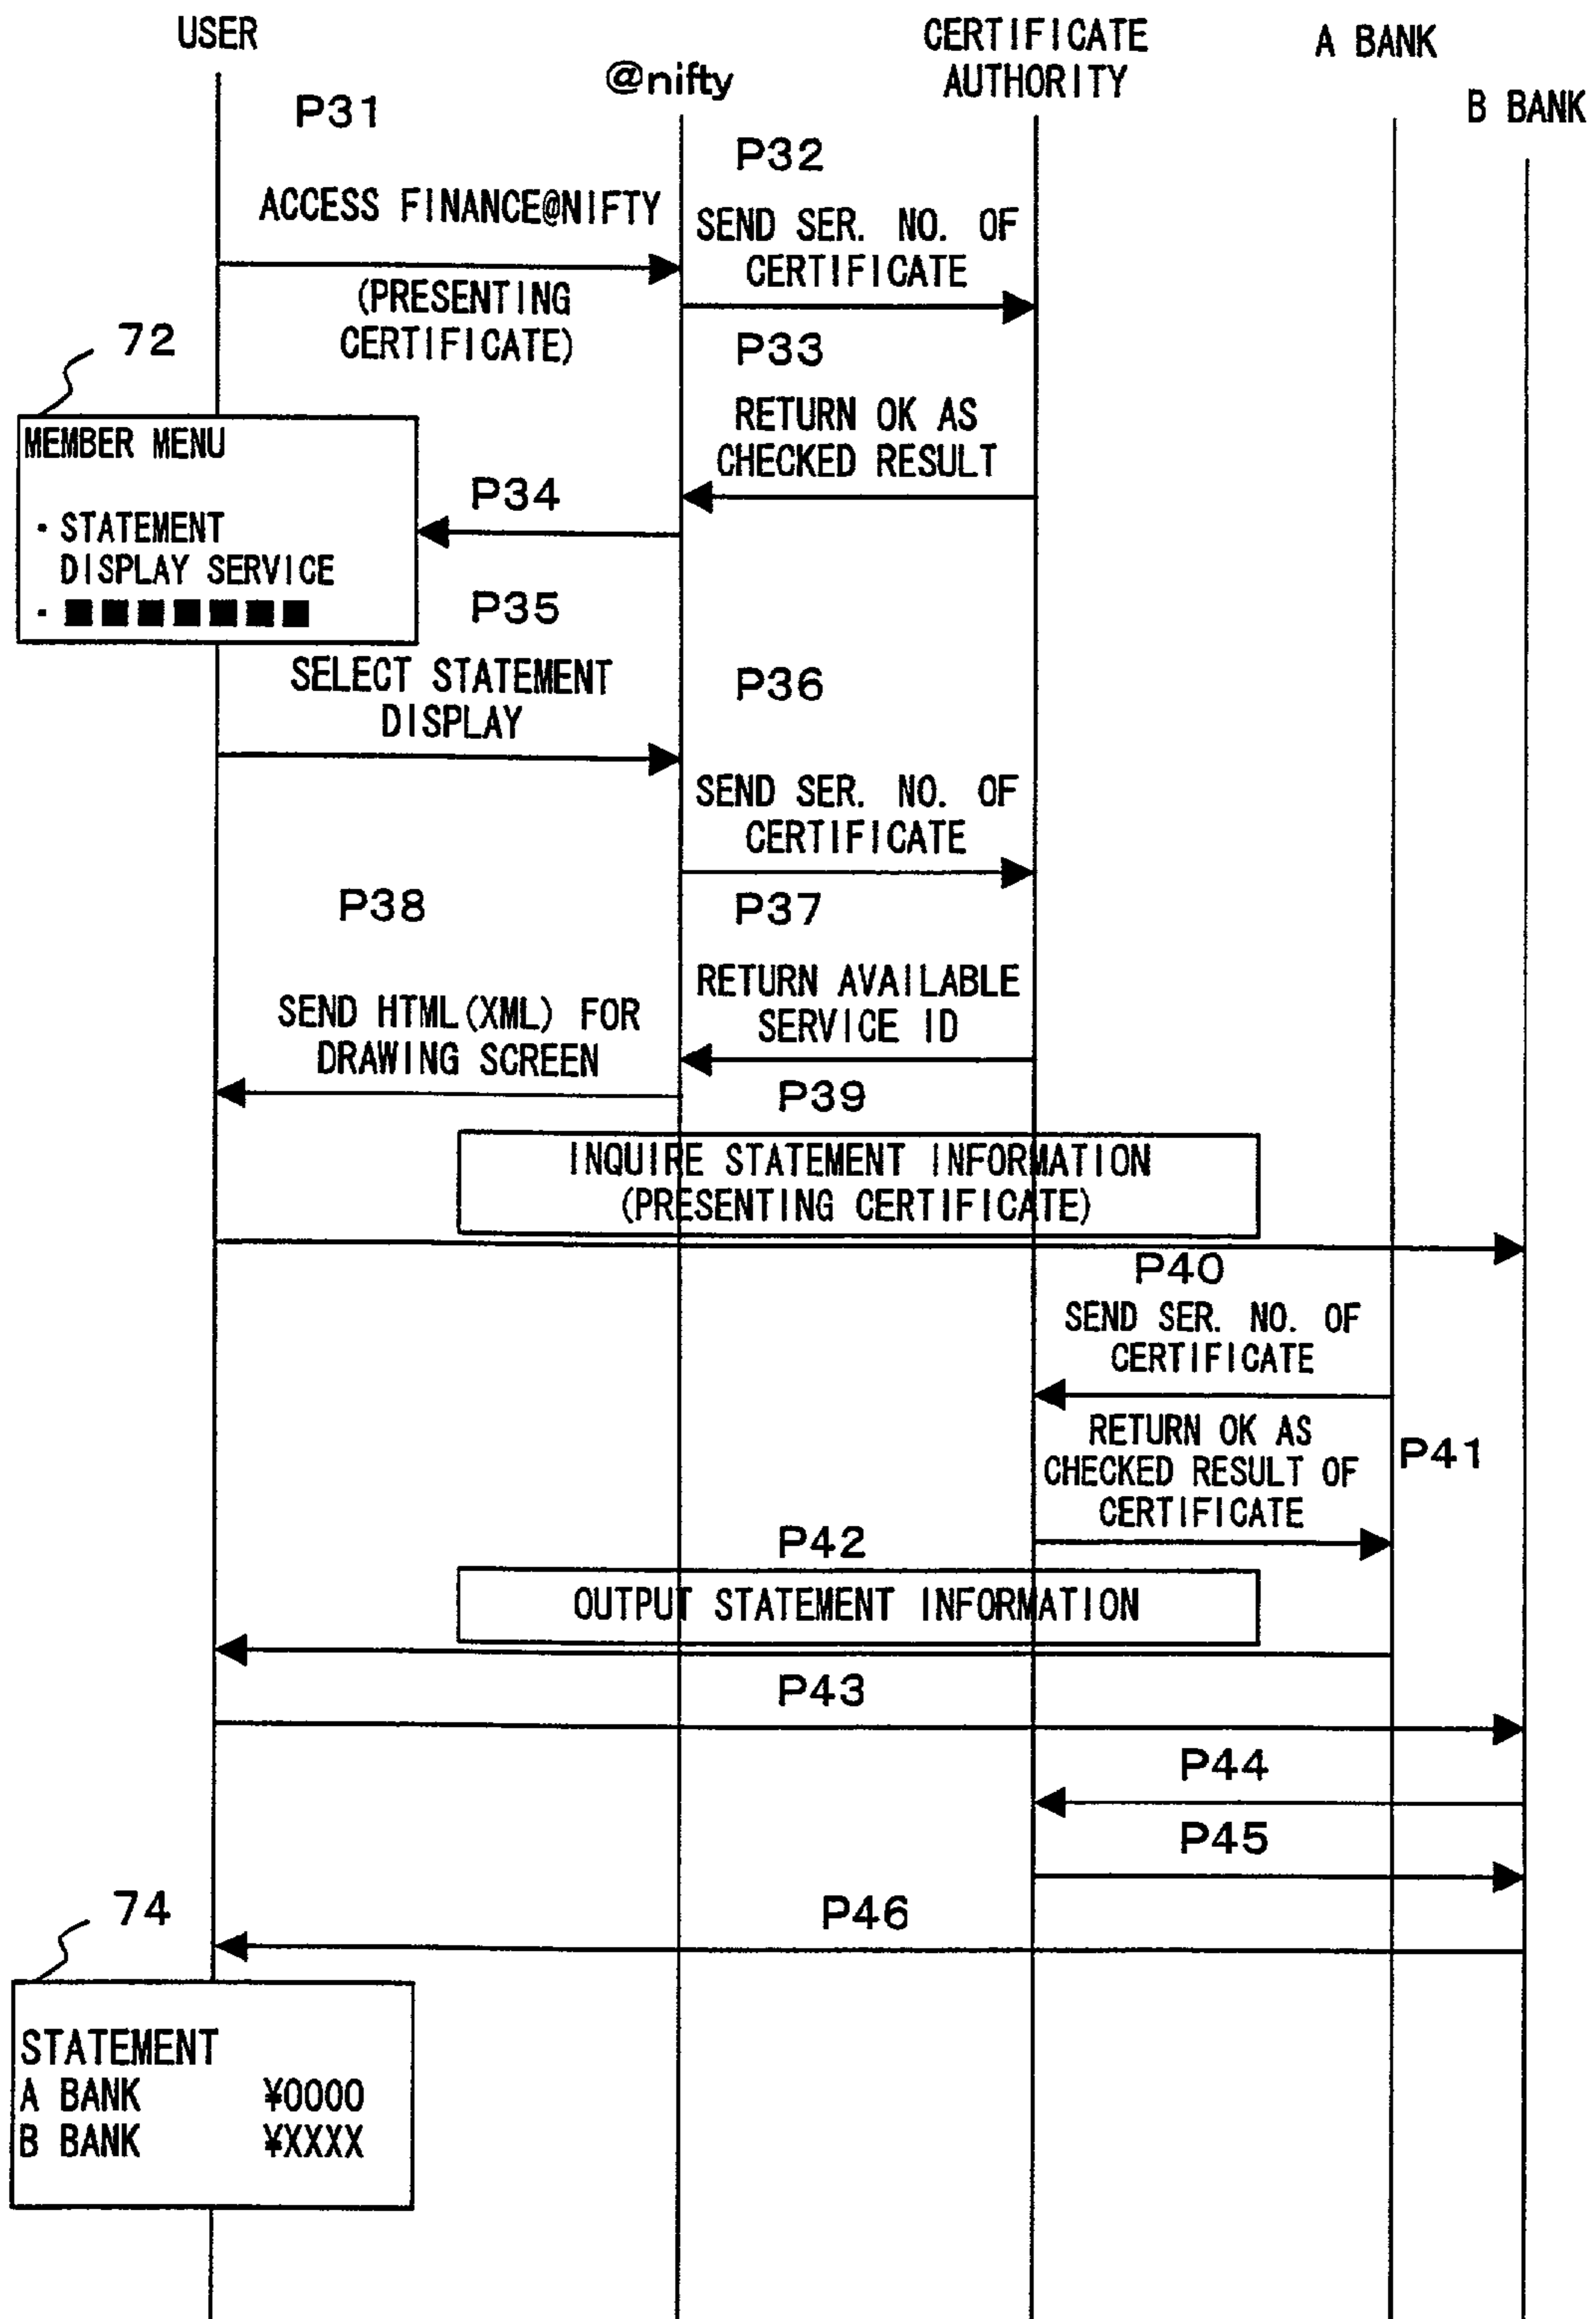 USER
@nifty
CERTIFICATE
AUTHORITY
A BANK
B BANK
P31
ACCESS FINANCE@NIFTY
(PRESENTING
CERTIFICATE)
P32
SEND SER. NO. OF
CERTIFICATE
72
P33
RETURN OK AS
CHECKED RESULT
MEMBER MENU
· STATEMENT
DISPLAY SERVICE
· ■■■■■■■
P34
P35
SELECT STATEMENT
DISPLAY
P36
SEND SER. NO. OF
CERTIFICATE
P37
RETURN AVAILABLE
SERVICE ID
P38
SEND HTML(XML) FOR
DRAWING SCREEN
P39
INQUIRE STATEMENT INFORMATION
(PRESENTING CERTIFICATE)
P40
SEND SER. NO. OF
CERTIFICATE
RETURN OK AS
CHECKED RESULT OF
CERTIFICATE
P41
P42
OUTPUT STATEMENT INFORMATION
P43
P44
P45
P46
74
STATEMENT
A BANK ¥0000
B BANK ¥XXXX